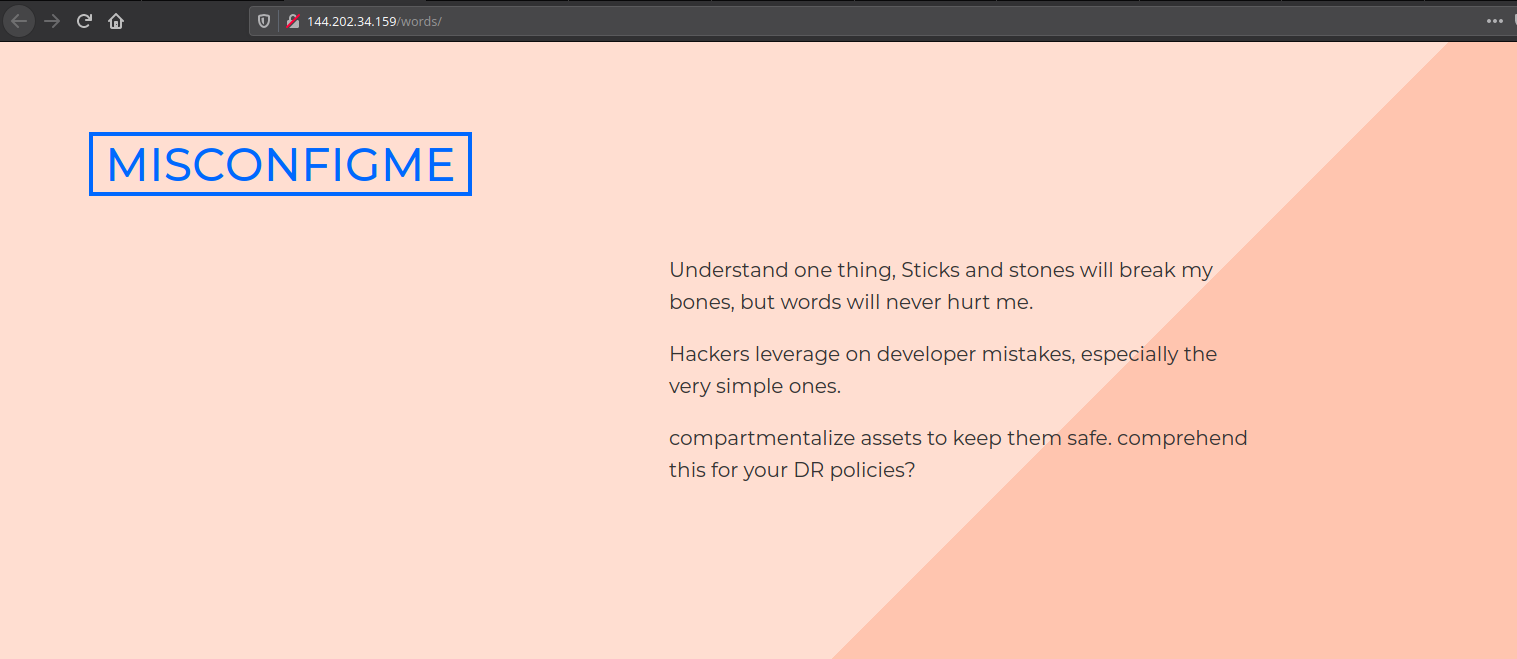 144.202.34.159/words/
MISCONFIGME
Understand one thing, Sticks and stones will break my
bones, but words will never hurt me.
Hackers leverage on developer mistakes, especially the
very simple ones.
compartmentalize assets to keep them safe. comprehend
this for your DR policies?